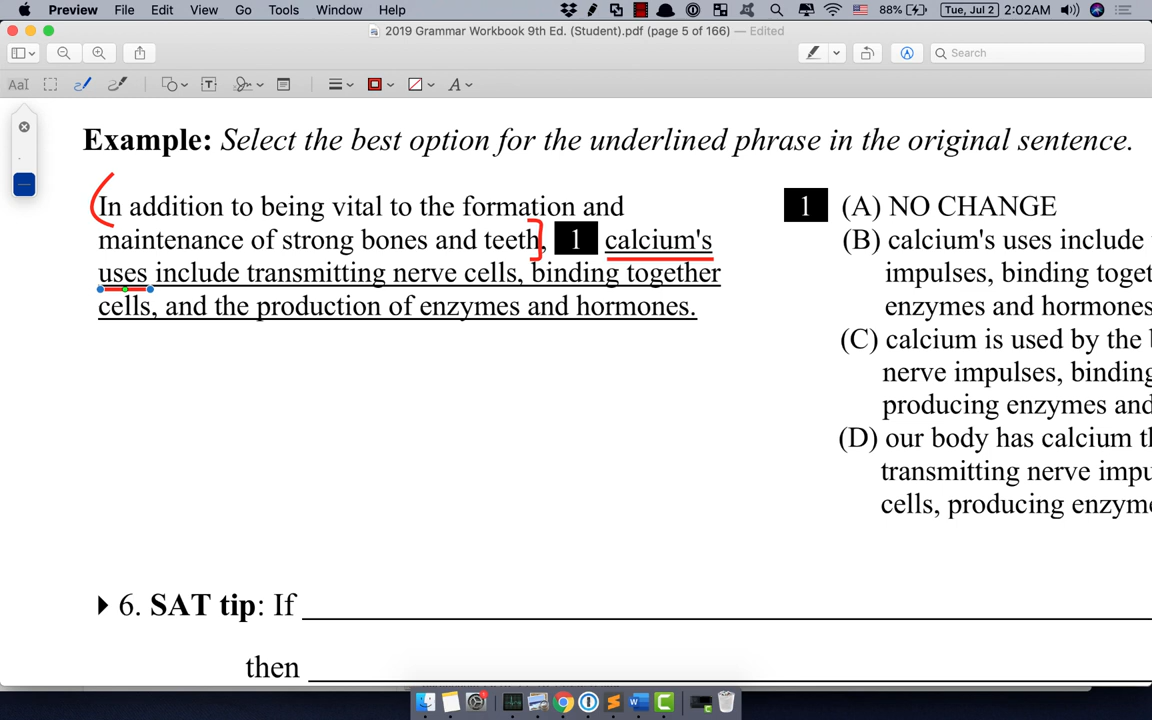 Preview File Edit View Go Tools Window Help 88% Tue, Jul 2 2:02AM
2019 Grammar Workbook 9th Ed. (Student).pdf (page 5 of 166) — Edited
Search
AaI T A
Example: Select the best option for the underlined phrase in the original sentence.
In addition to being vital to the formation and
maintenance of strong bones and teeth, 1 calcium's
uses include transmitting nerve cells, binding together
cells, and the production of enzymes and hormones.
1 (A) NO CHANGE
(B) calcium's uses include
impulses, binding toget
enzymes and hormones
(C) calcium is used by the
nerve impulses, binding
producing enzymes and
(D) our body has calcium th
transmitting nerve impu
cells, producing enzyme
6. SAT tip: If
then